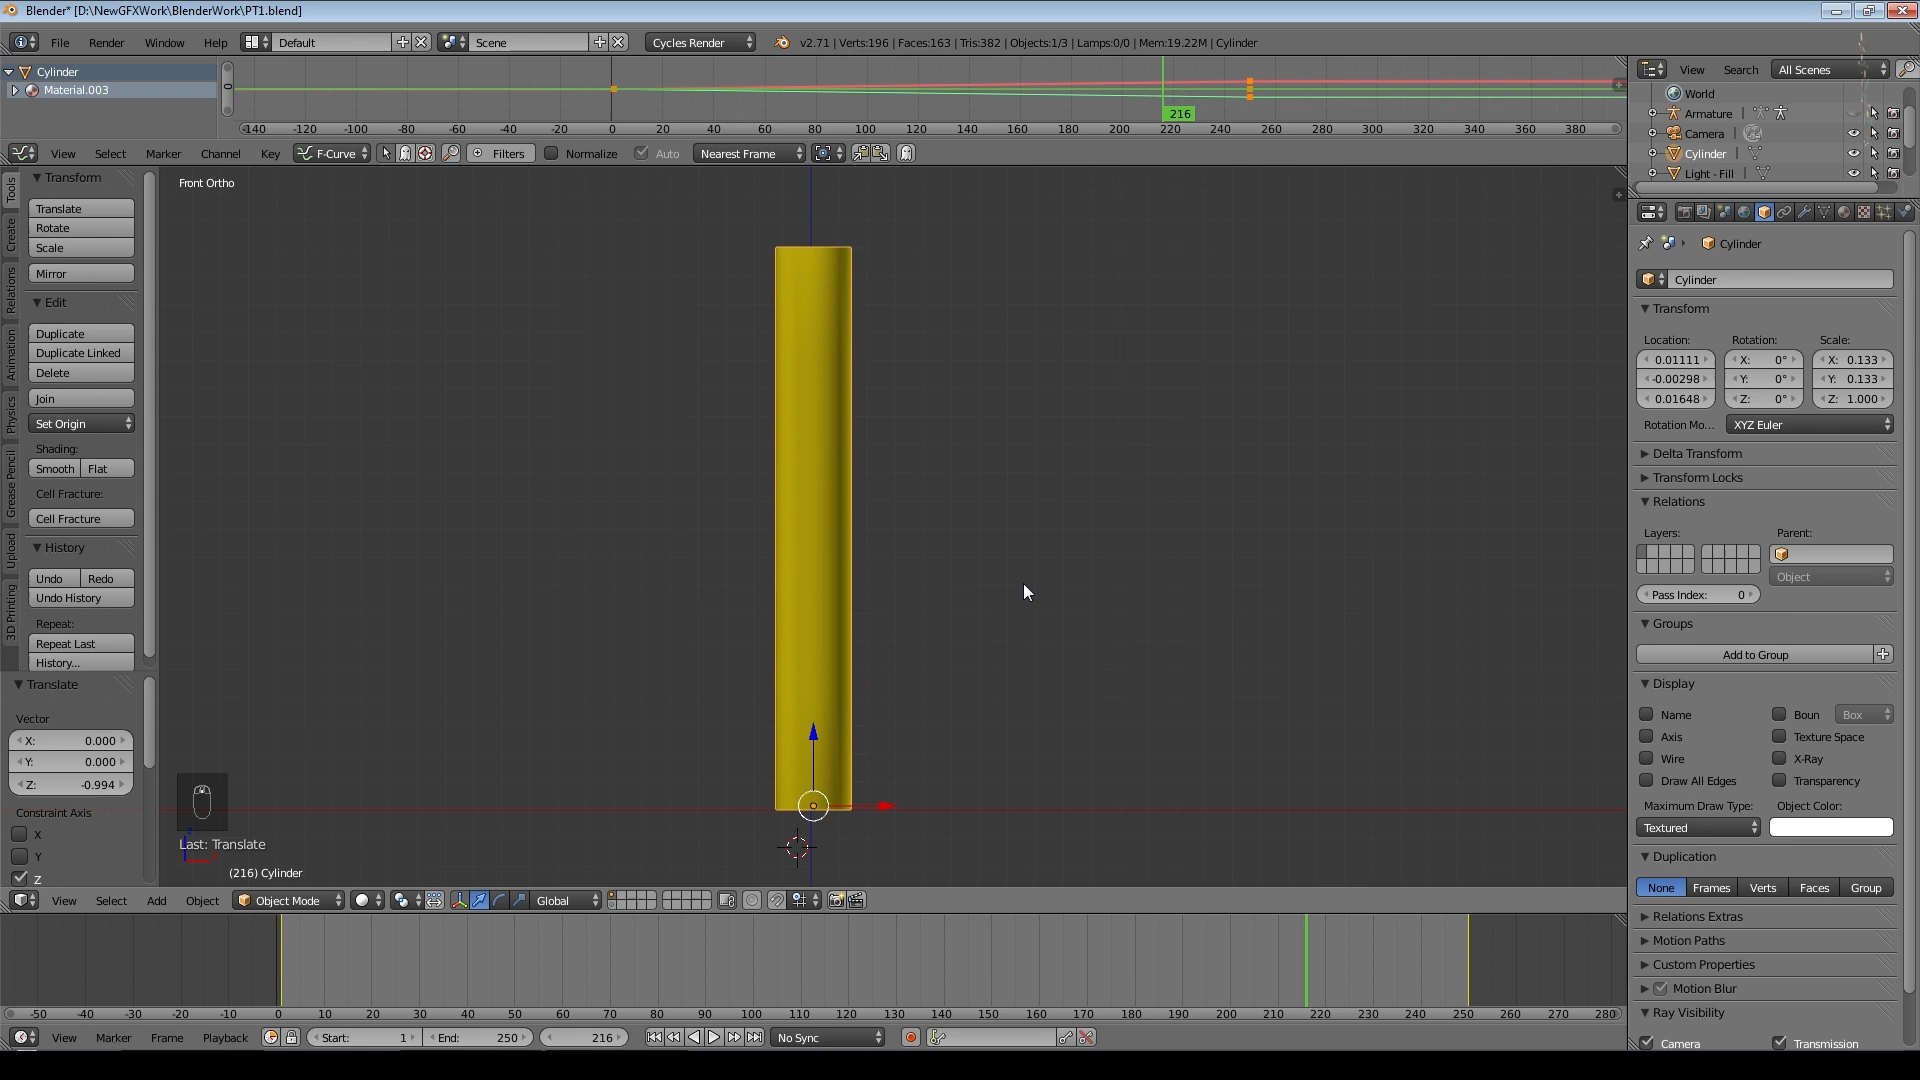 Blender* [D:\NewGFXWork\BlenderWork\PT1.blend]
File Render Window Help Default Scene Cycles Render v2.71 | Verts:196 | Faces:163 | Tris:382 | Objects:1/3 | Lamps:0/0 | Mem:19.22M | Cylinder
Cylinder
Material.003
0
216
-140 -120 -100 -80 -60 -40 -20 0 20 40 60 80 100 120 140 160 180 200 220 240 260 280 300 320 340 360 380
View Select Marker Channel Key F-Curve Filters Normalize Auto Nearest Frame
View Search All Scenes
World
Armature
Camera
Cylinder
Light - Fill
Tools
Create
Relations
Animation
Physics
Grease Pencil
Upload
3D Printing
Transform
Translate
Rotate
Scale
Mirror
Edit
Duplicate
Duplicate Linked
Delete
Join
Set Origin
Shading:
Smooth Flat
Cell Fracture:
Cell Fracture
History
Undo Redo
Undo History
Repeat:
Repeat Last
History...
Translate
Vector
X: 0.000
Y: 0.000
Z: -0.994
Constraint Axis
X
Y
Z
Front Ortho
Last: Translate
(216) Cylinder
View Select Add Object Object Mode Global
-50 -40 -30 -20 -10 0 10 20 30 40 50 60 70 80 90 100 110 120 130 140 150 160 170 180 190 200 210 220 230 240 250 260 270 280
View Marker Frame Playback Start: 1 End: 250 216 No Sync
Cylinder
Cylinder
Transform
Location: Rotation: Scale:
0.01111 X: 0° X: 0.133
-0.00298 Y: 0° Y: 0.133
0.01648 Z: 0° Z: 1.000
Rotation Mo... XYZ Euler
Delta Transform
Transform Locks
Relations
Layers: Parent:
Object
Pass Index: 0
Groups
Add to Group
Display
Name Boun Box
Axis Texture Space
Wire X-Ray
Draw All Edges Transparency
Maximum Draw Type: Object Color:
Textured
Duplication
None Frames Verts Faces Group
Relations Extras
Motion Paths
Custom Properties
Motion Blur
Ray Visibility
Camera Transmission